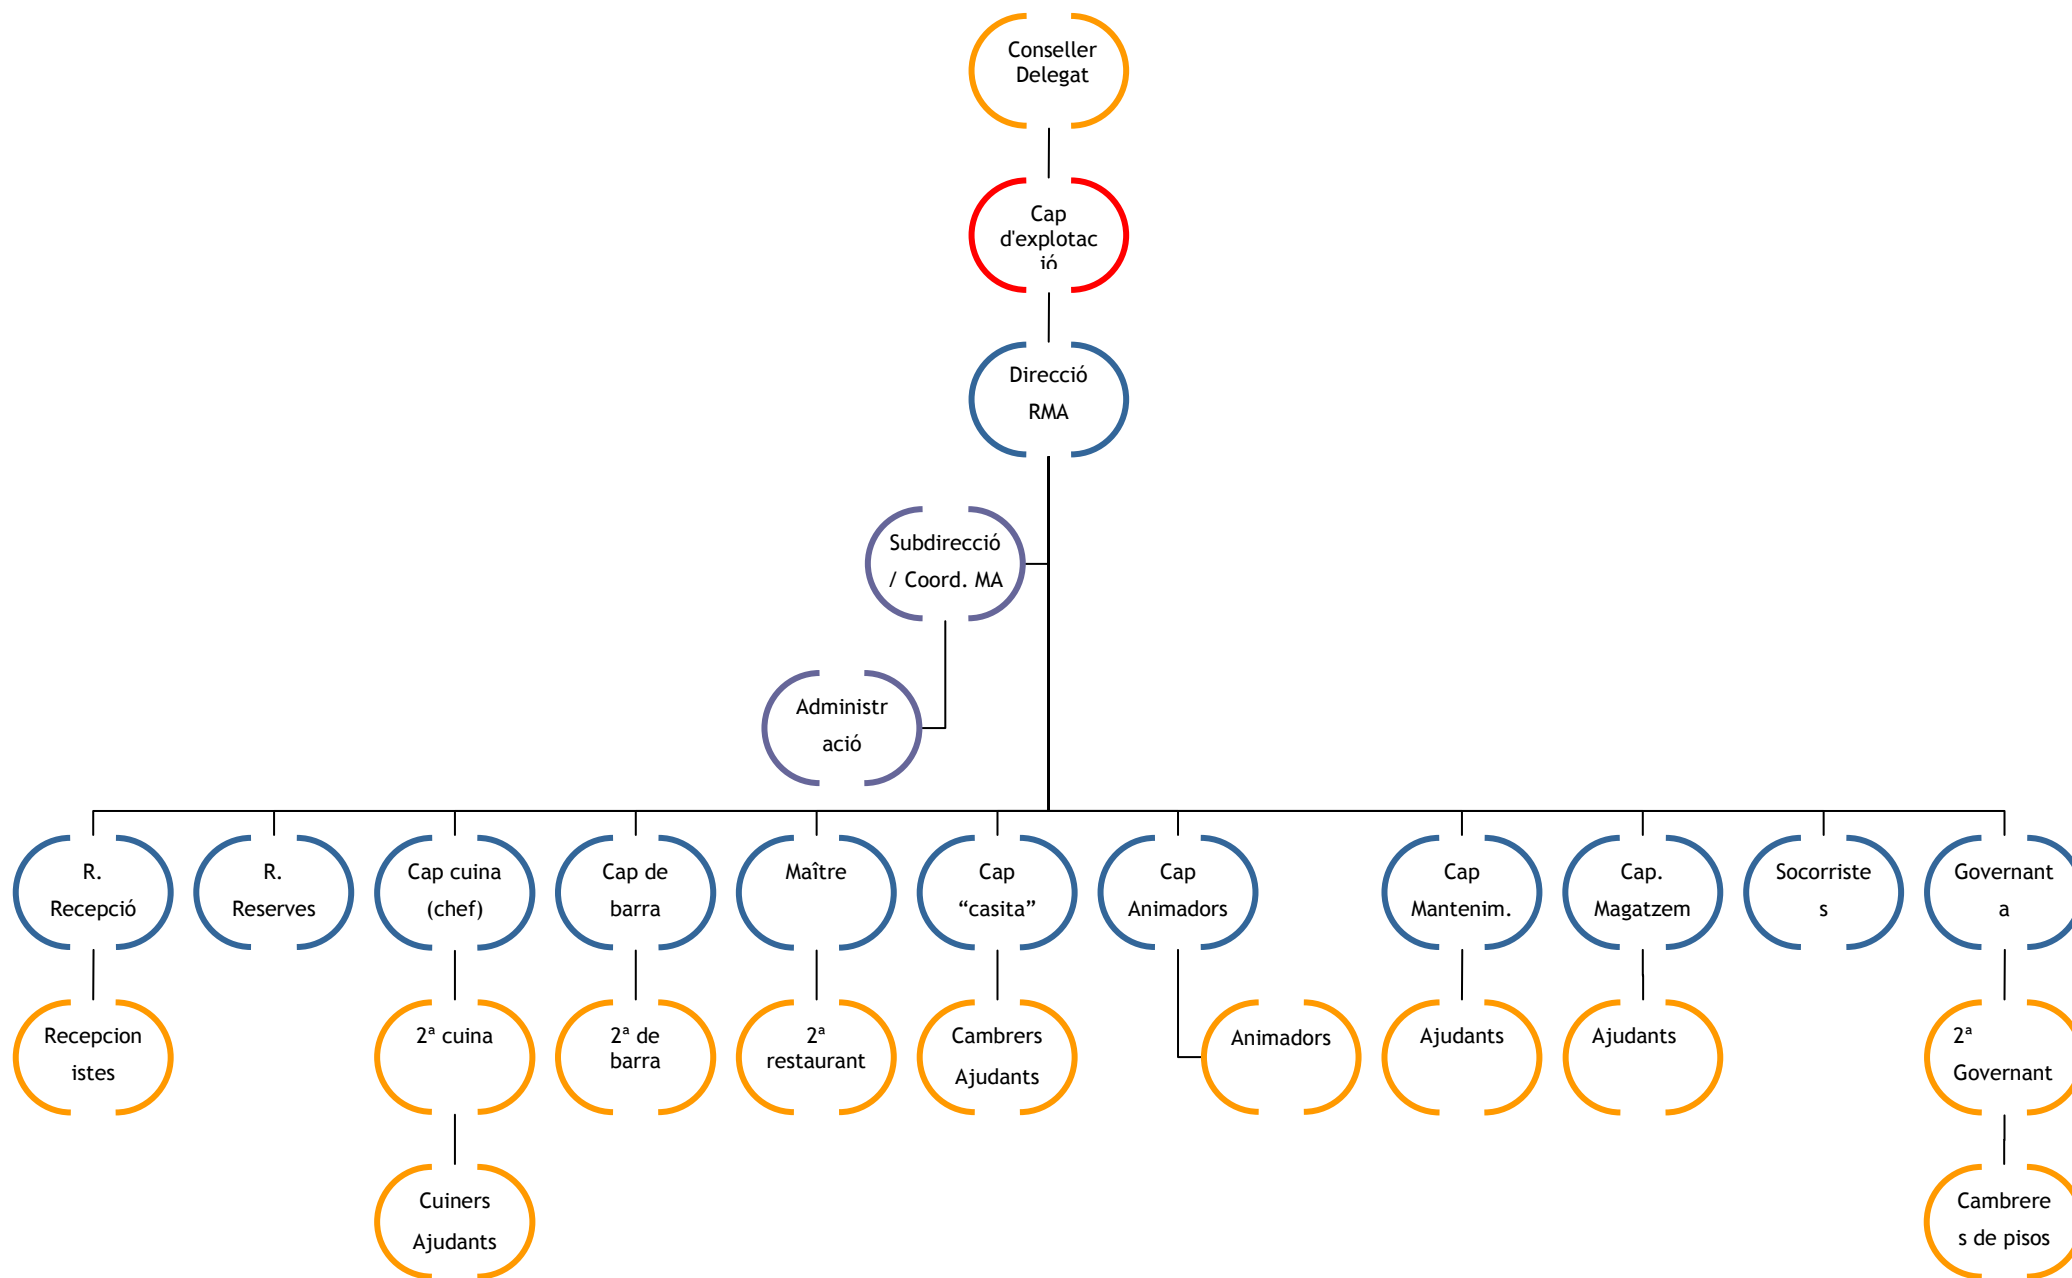 Conseller
Delegat
Cap
d'explotac
ió
Direcció
RMA
Subdirecció
/ Coord. MA
Administr
ació
R.
Recepció
R.
Reserves
Cap cuina
(chef)
Cap de
barra
Maître
Cap
“casita”
Cap
Animadors
Cap
Mantenim.
Cap.
Magatzem
Socorriste
s
Governant
a
Recepcion
istes
2ª cuina
2ª de
barra
2ª
restaurant
Cambrers
Ajudants
Animadors
Ajudants
Ajudants
2ª
Governant
Cuiners
Ajudants
Cambrere
s de pisos